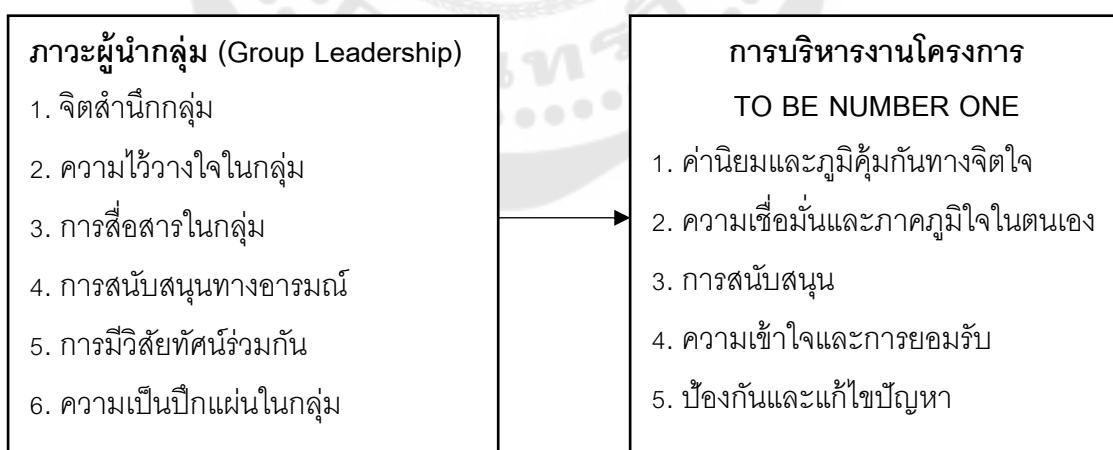 ภาวะผู้นำกลุ่ม (Group Leadership)
1. จิตสำนึกกลุ่ม
2. ความไว้วางใจในกลุ่ม
3. การสื่อสารในกลุ่ม
4. การสนับสนุนทางอารมณ์
5. การมีวิสัยทัศน์ร่วมกัน
6. ความเป็นปึกแผ่นในกลุ่ม
การบริหารงานโครงการ
TO BE NUMBER ONE
1. ค่านิยมและภูมิคุ้มกันทางจิตใจ
2. ความเชื่อมั่นและภาคภูมิใจในตนเอง
3. การสนับสนุน
4. ความเข้าใจและการยอมรับ
5. ป้องกันและแก้ไขปัญหา